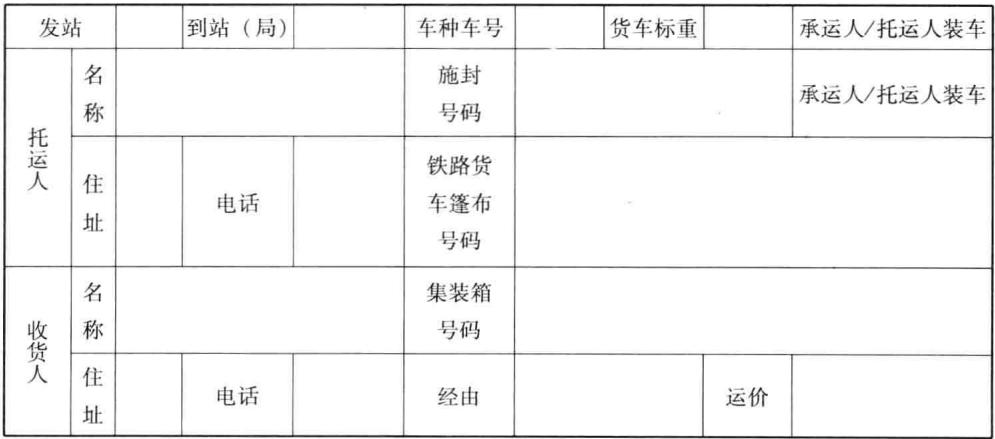 发站 到站（局） 车种车号 货车标重 承运人/托运人装车
托运人 名称 施封号码 承运人/托运人装车
住址 电话 铁路货车篷布号码
收货人 名称 集装箱号码
住址 电话 经由 运价